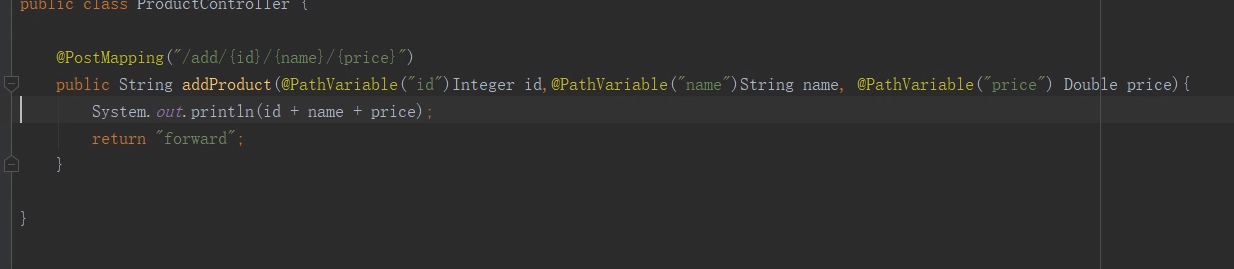 public class ProductController {
@PostMapping("/add/{id}/{name}/{price}")
public String addProduct(@PathVariable("id")Integer id,@PathVariable("name")String name, @PathVariable("price") Double price){
System.out.println(id + name + price);
return "forward";
}
}